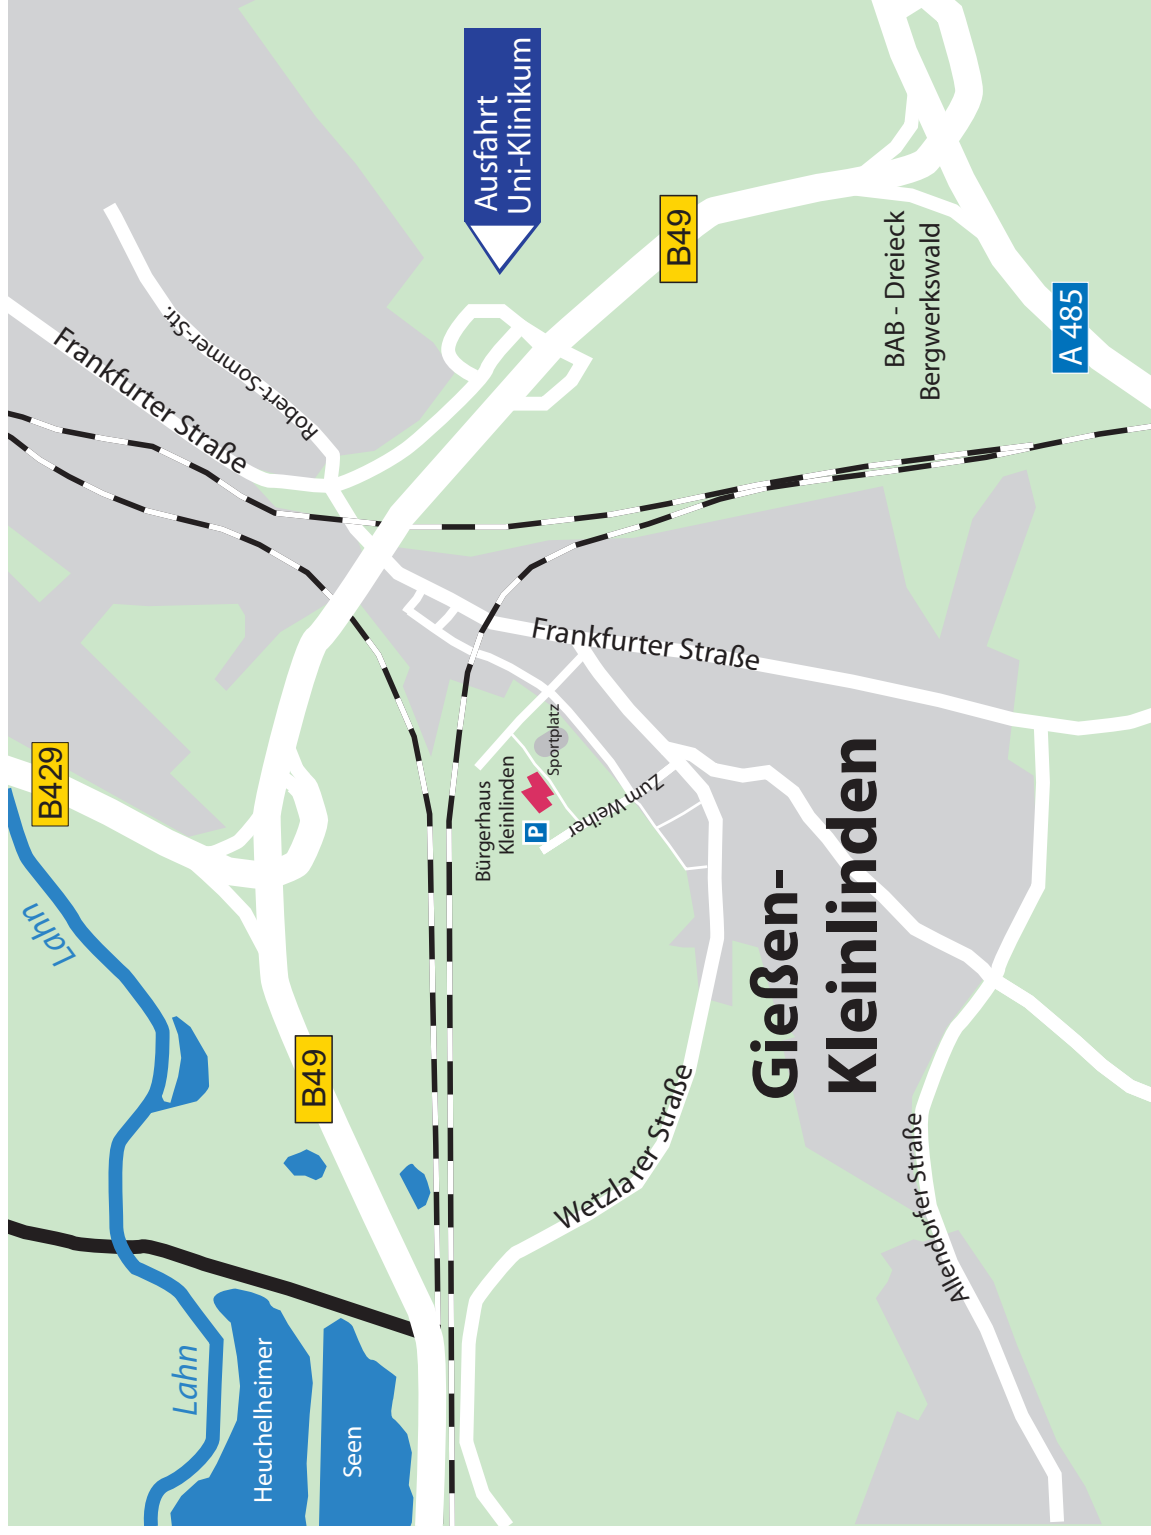 Lahn
Heuchelheimer
Seen
Lahn
B429
B49
Frankfurter Straße
Robert-Sommer-Str.
Ausfahrt
Uni-Klinikum
B49
BAB - Dreieck
Bergwerkswald
A 485
Frankfurter Straße
Bürgerhaus
Kleinlinden
P
Sportplatz
Zum Weiher
Wetzlarer Straße
Gießen-
Kleinlinden
Allendorfer Straße